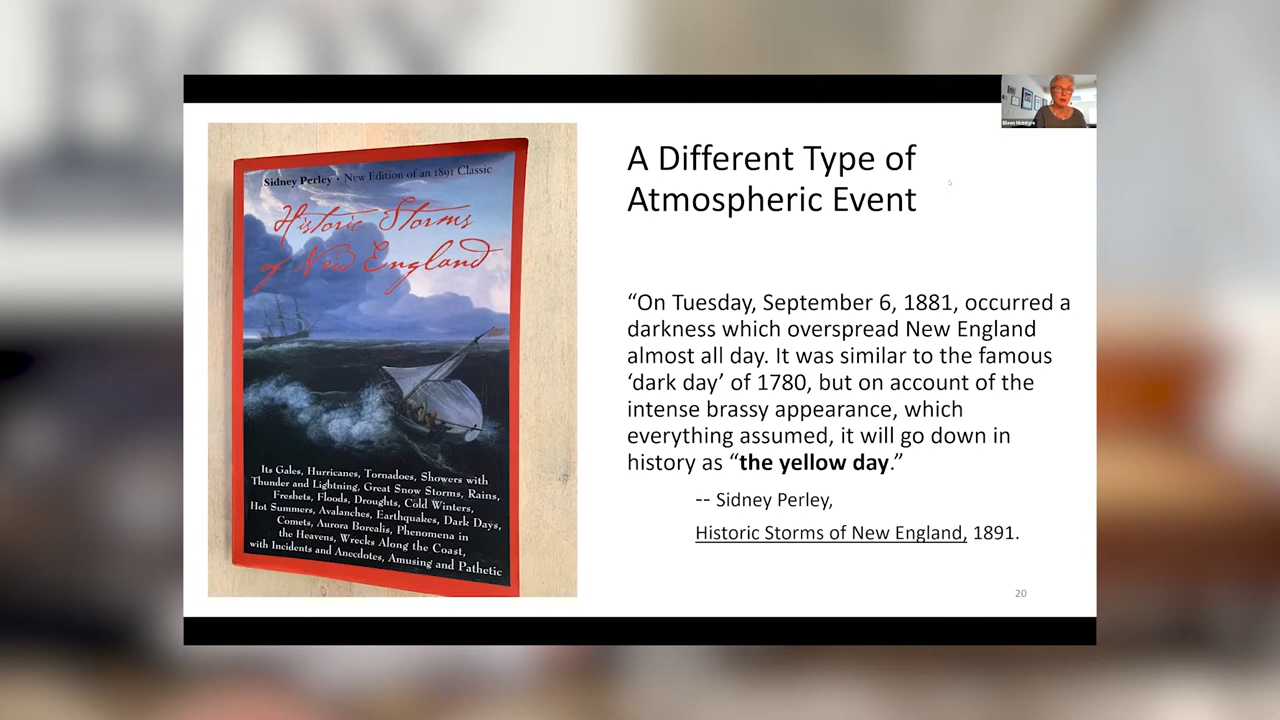 Eileen McIntyre
Sidney Perley • New Edition of an 1891 Classic
Historic Storms
of New England
Its Gales, Hurricanes, Tornadoes, Showers with
Thunder and Lightning, Great Snow Storms, Rains,
Freshets, Floods, Droughts, Cold Winters,
Hot Summers, Avalanches, Earthquakes, Dark Days,
Comets, Aurora Borealis, Phenomena in
the Heavens, Wrecks Along the Coast,
with Incidents and Anecdotes, Amusing and Pathetic
A Different Type of
Atmospheric Event
“On Tuesday, September 6, 1881, occurred a
darkness which overspread New England
almost all day. It was similar to the famous
‘dark day’ of 1780, but on account of the
intense brassy appearance, which
everything assumed, it will go down in
history as “the yellow day.”
-- Sidney Perley,
Historic Storms of New England, 1891.
20